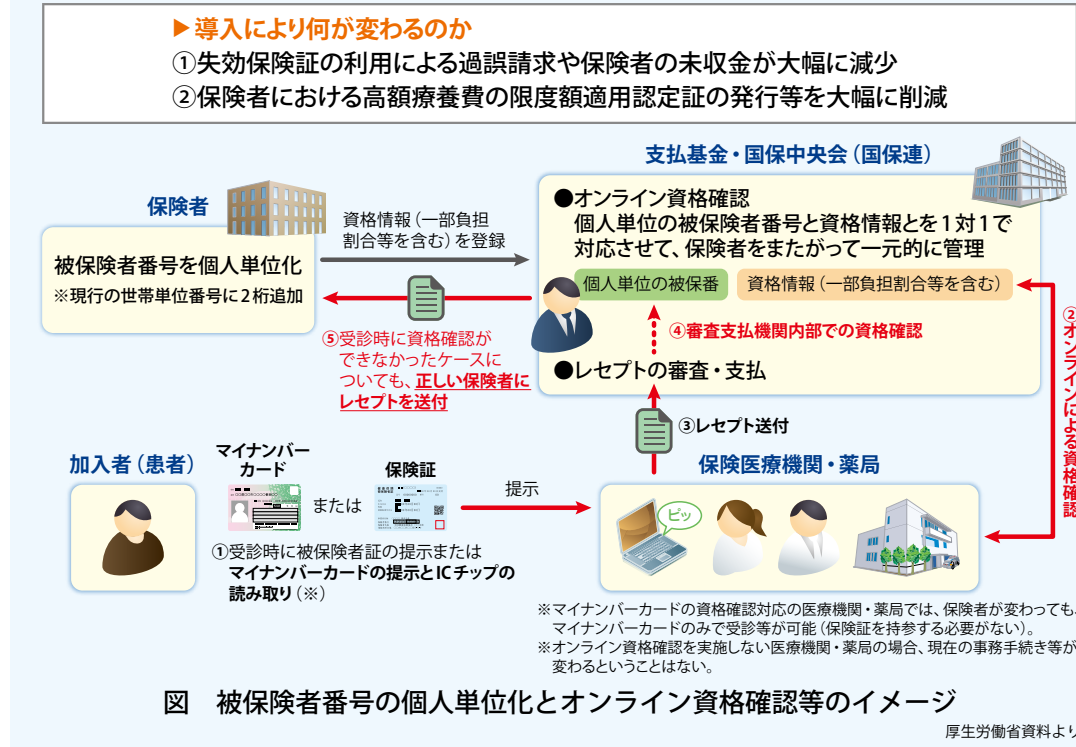 ▶導入により何が変わるのか
①失効保険証の利用による過誤請求や保険者の未収金が大幅に減少
②保険者における高額療養費の限度額適用認定証の発行等を大幅に削減
支払基金・国保中央会(国保連)
保険者
被保険者番号を個人単位化
※現行の世帯単位番号に2桁追加
資格情報(一部負担
割合等を含む)を登録
●オンライン資格確認
個人単位の被保険者番号と資格情報とを1対1で
対応させて、保険者をまたがって一元的に管理
個人単位の被保番
資格情報(一部負担割合等を含む)
④審査支払機関内部での資格確認
●レセプトの審査・支払
⑤受診時に資格確認が
できなかったケースに
ついても、正しい保険者に
レセプトを送付
②オンラインによる資格確認
③レセプト送付
加入者(患者)
マイナンバー
カード
または
保険証
提示
①受診時に被保険者証の提示または
マイナンバーカードの提示とICチップの
読み取り(※)
保険医療機関・薬局
ピッ
※マイナンバーカードの資格確認対応の医療機関・薬局では、保険者が変わっても、
マイナンバーカードのみで受診等が可能(保険証を持参する必要がない)。
※オンライン資格確認を実施しない医療機関・薬局の場合、現在の事務手続き等が
変わるということはない。
図 被保険者番号の個人単位化とオンライン資格確認等のイメージ
厚生労働省資料より